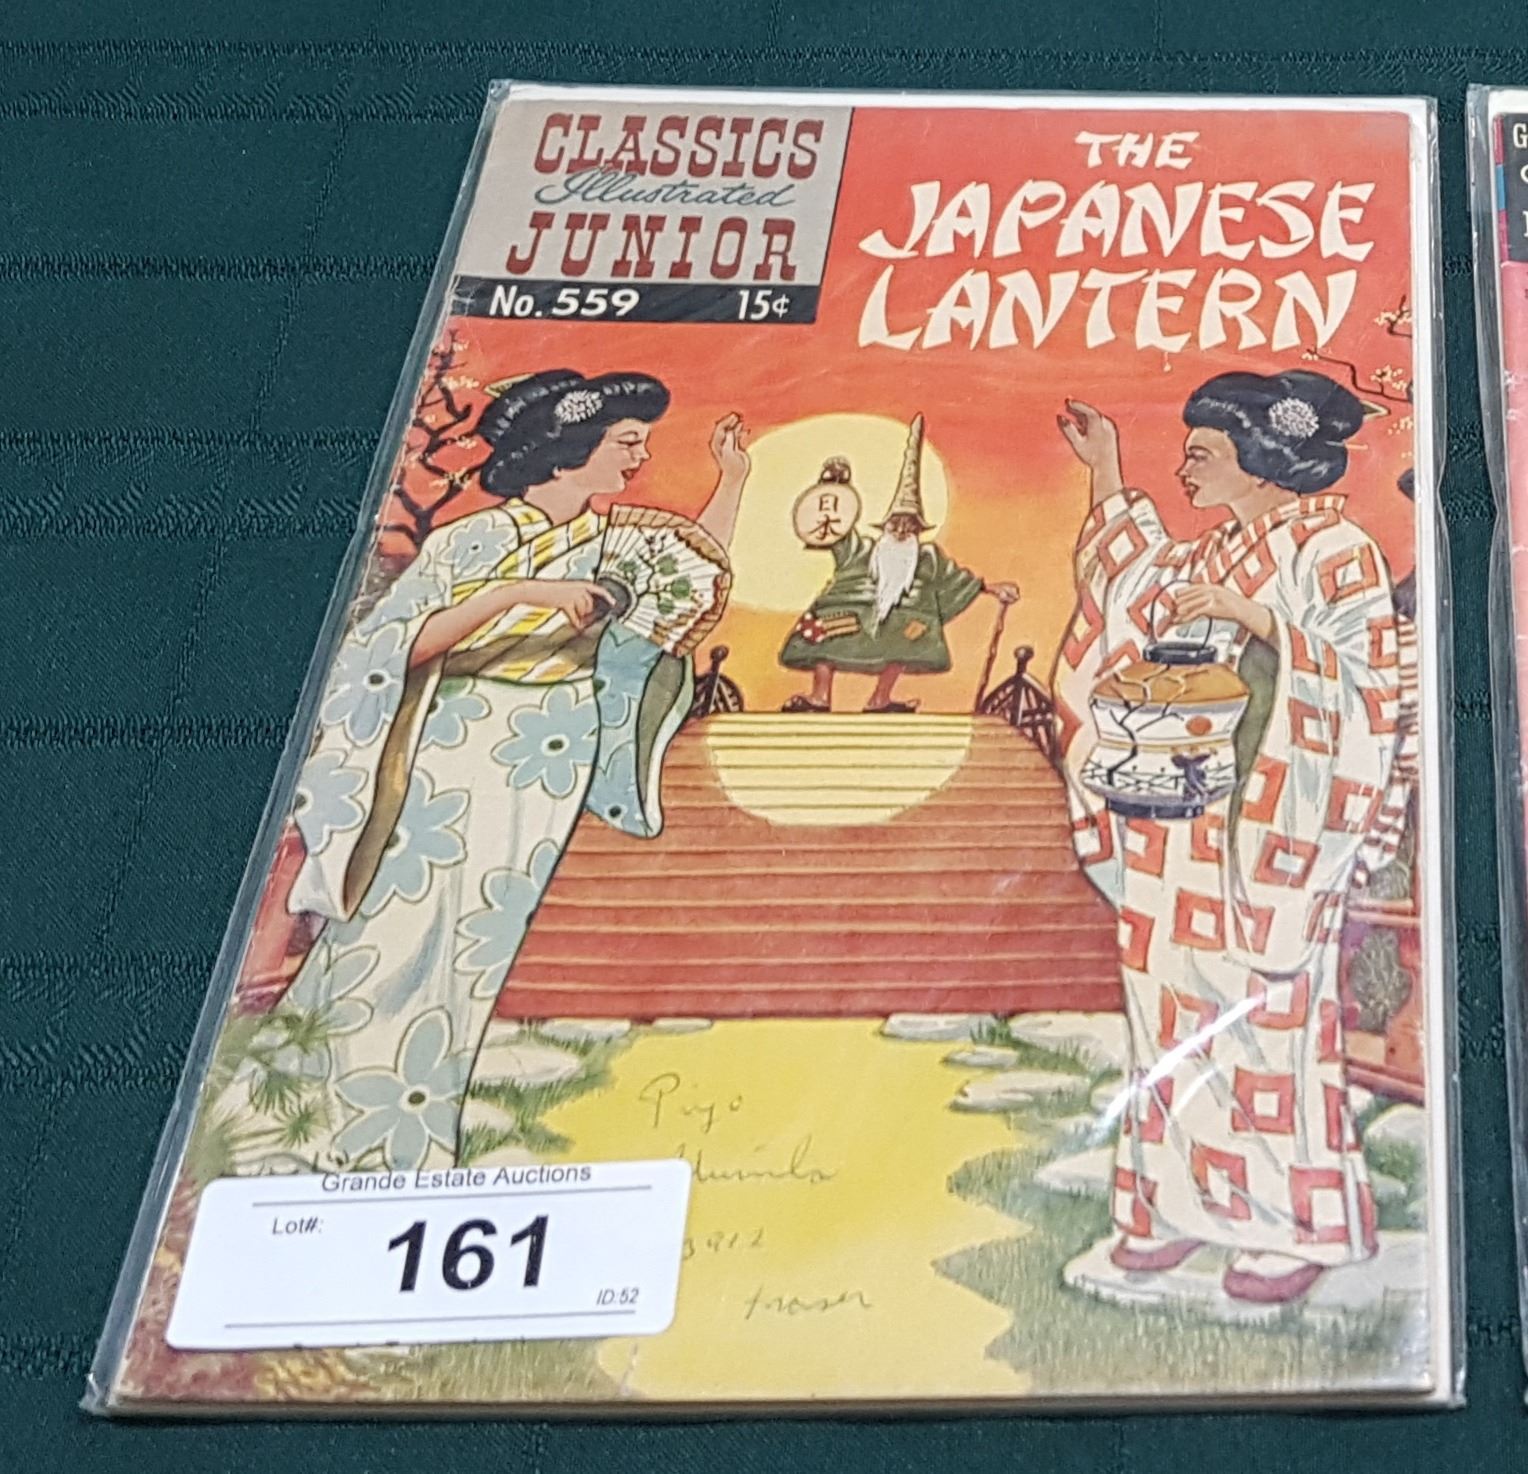 CLASSICS
Illustrated
JUNIOR
No. 559 15¢
THE
JAPANESE
LANTERN
日
本
Grande Estate Auctions
Lot#:
161
ID:52